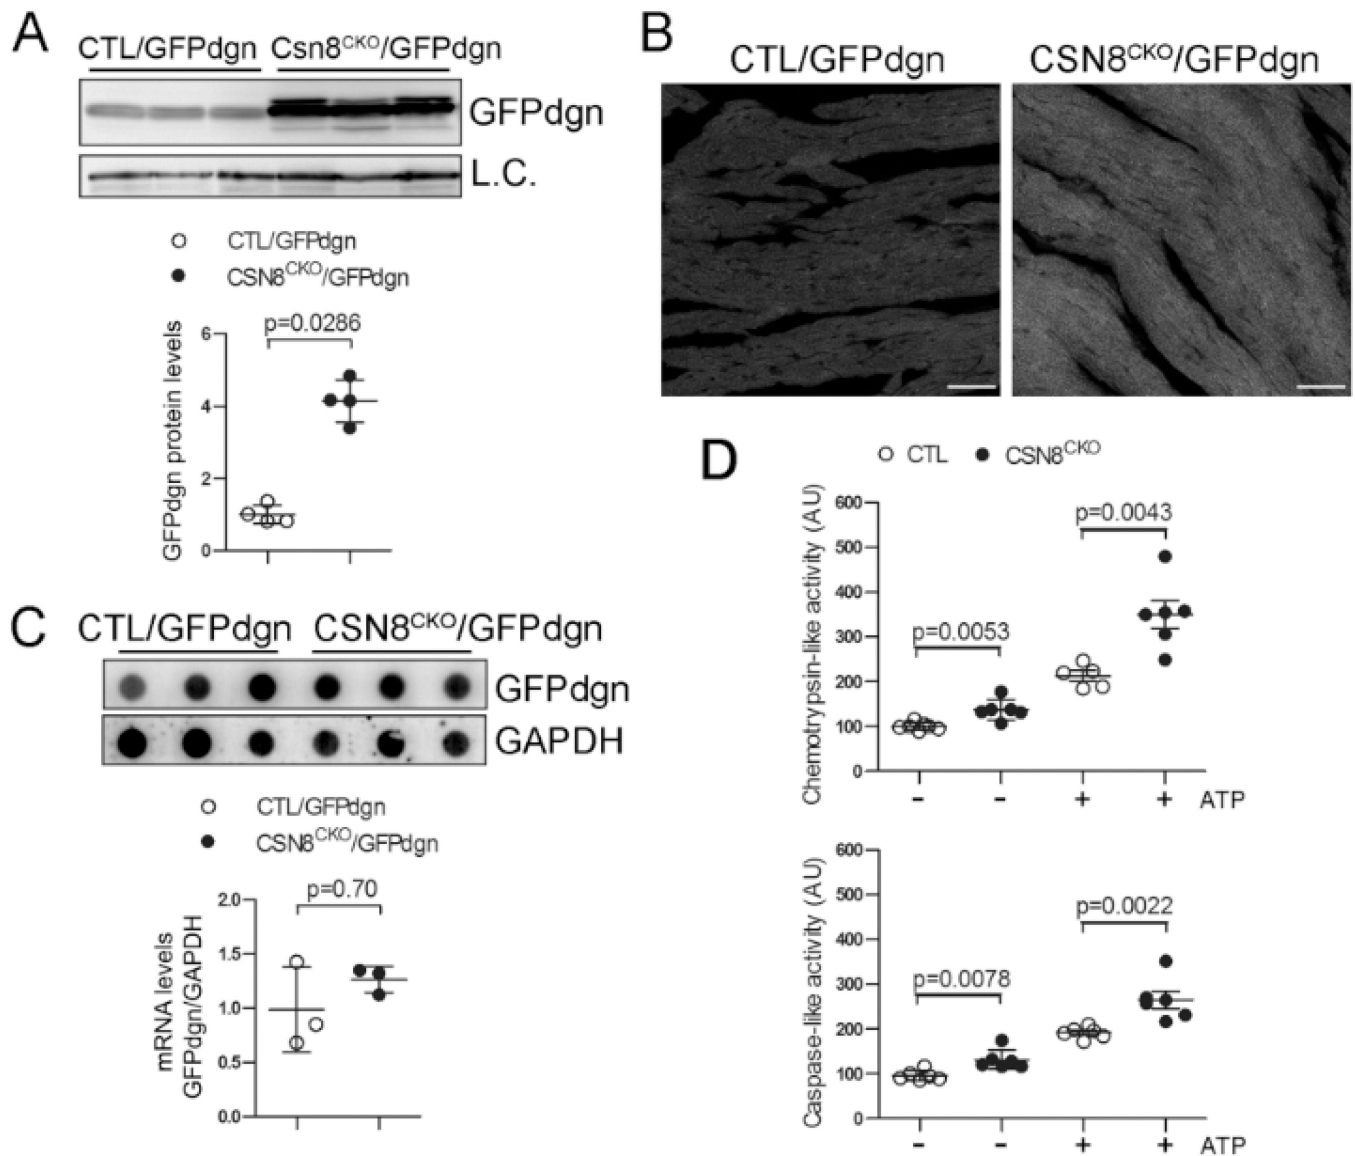 A
CTL/GFPdgn Csn8CKO/GFPdgn
GFPdgn
L.C.
CTL/GFPdgn
CSN8CKO/GFPdgn
p=0.0286
GFPdgn protein levels
6
4
2
0
B
CTL/GFPdgn CSN8CKO/GFPdgn
C
CTL/GFPdgn CSN8CKO/GFPdgn
GFPdgn
GAPDH
CTL/GFPdgn
CSN8CKO/GFPdgn
p=0.70
mRNA levels
GFPdgn/GAPDH
2.0
1.5
1.0
0.5
0.0
D
CTL CSN8CKO
Chemotrypsin-like activity (AU)
600
500
400
300
200
100
0
p=0.0053
p=0.0043
- - + + ATP
Caspase-like activity (AU)
600
500
400
300
200
100
0
p=0.0078
p=0.0022
- - + + ATP